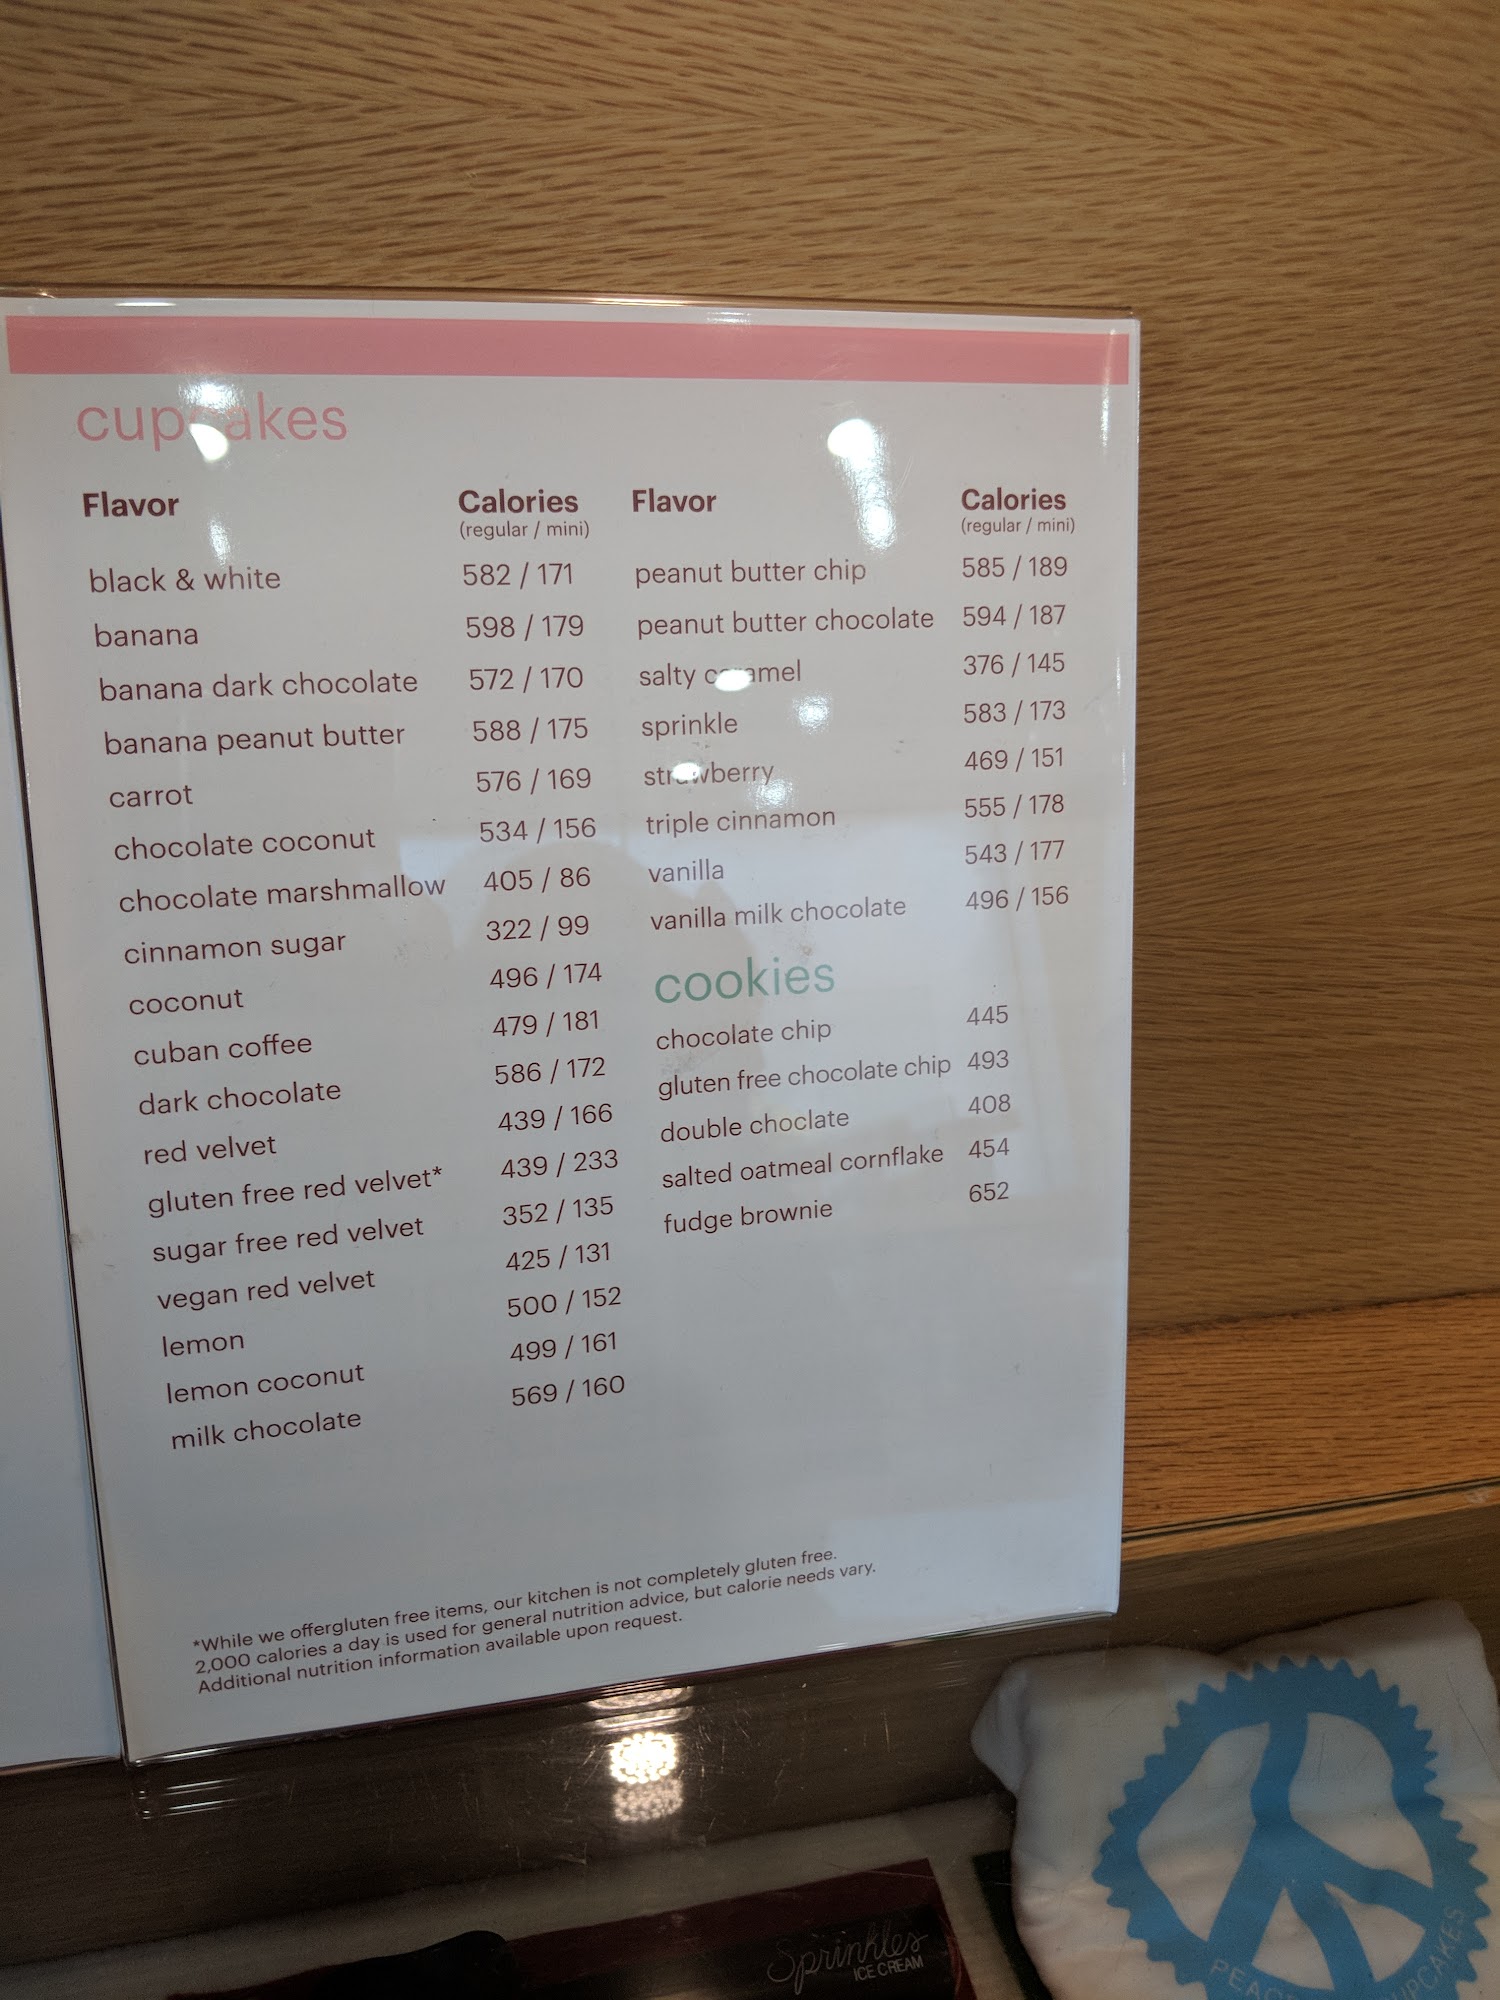 cupcakes
Flavor Calories
(regular / mini)
black & white 582 / 171
banana 598 / 179
banana dark chocolate 572 / 170
banana peanut butter 588 / 175
carrot 576 / 169
chocolate coconut 534 / 156
chocolate marshmallow 405 / 86
cinnamon sugar 322 / 99
coconut 496 / 174
cuban coffee 479 / 181
dark chocolate 586 / 172
red velvet 439 / 166
gluten free red velvet* 439 / 233
sugar free red velvet 352 / 135
vegan red velvet 425 / 131
lemon 500 / 152
lemon coconut 499 / 161
milk chocolate 569 / 160
Flavor Calories
(regular / mini)
peanut butter chip 585 / 189
peanut butter chocolate 594 / 187
salty caramel 376 / 145
sprinkle 583 / 173
strawberry 469 / 151
triple cinnamon 555 / 178
vanilla 543 / 177
vanilla milk chocolate 496 / 156
cookies
chocolate chip 445
gluten free chocolate chip 493
double choclate 408
salted oatmeal cornflake 454
fudge brownie 652
*While we offergluten free items, our kitchen is not completely gluten free.
2,000 calories a day is used for general nutrition advice, but calorie needs vary.
Additional nutrition information available upon request.
Sprinkles
ICE CREAM